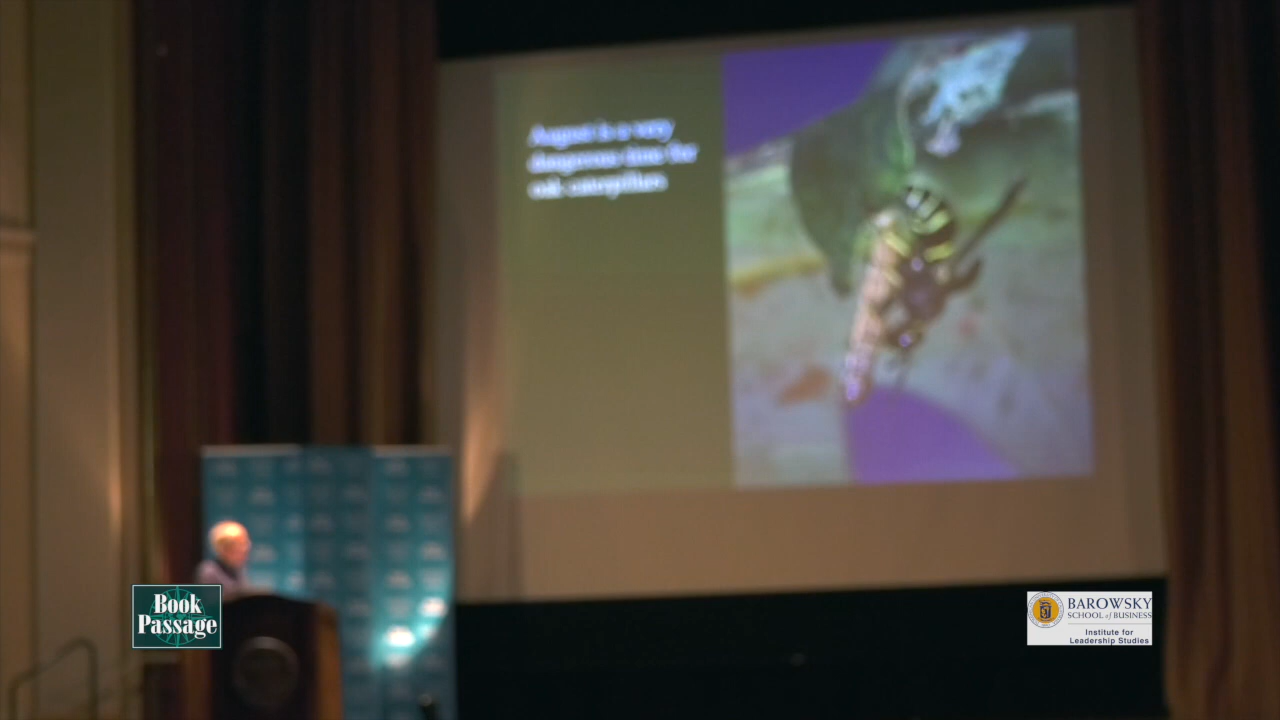 August is a very
dangerous time for
oak caterpillars
Book
Passage
BAROWSKY
SCHOOL of BUSINESS
Institute for
Leadership Studies